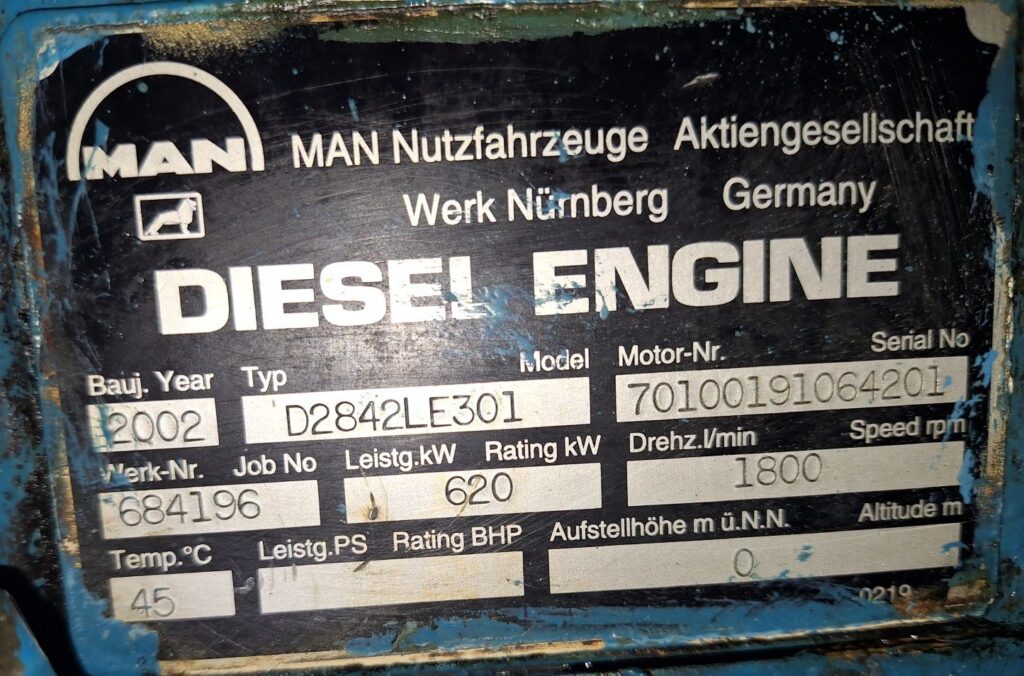 MAN
MAN Nutzfahrzeuge Aktiengesellschaft
Werk Nürnberg Germany
DIESEL ENGINE
Bauj. Year Typ Model Motor-Nr. Serial No
2002 D2842LE301 70100191064201
Werk-Nr. Job No Leistg.kW Rating kW Drehz.l/min Speed rpm
684196 620 1800
Temp.°C Leistg.PS Rating BHP Aufstellhöhe m ü.N.N. Altitude m
45 0
0219